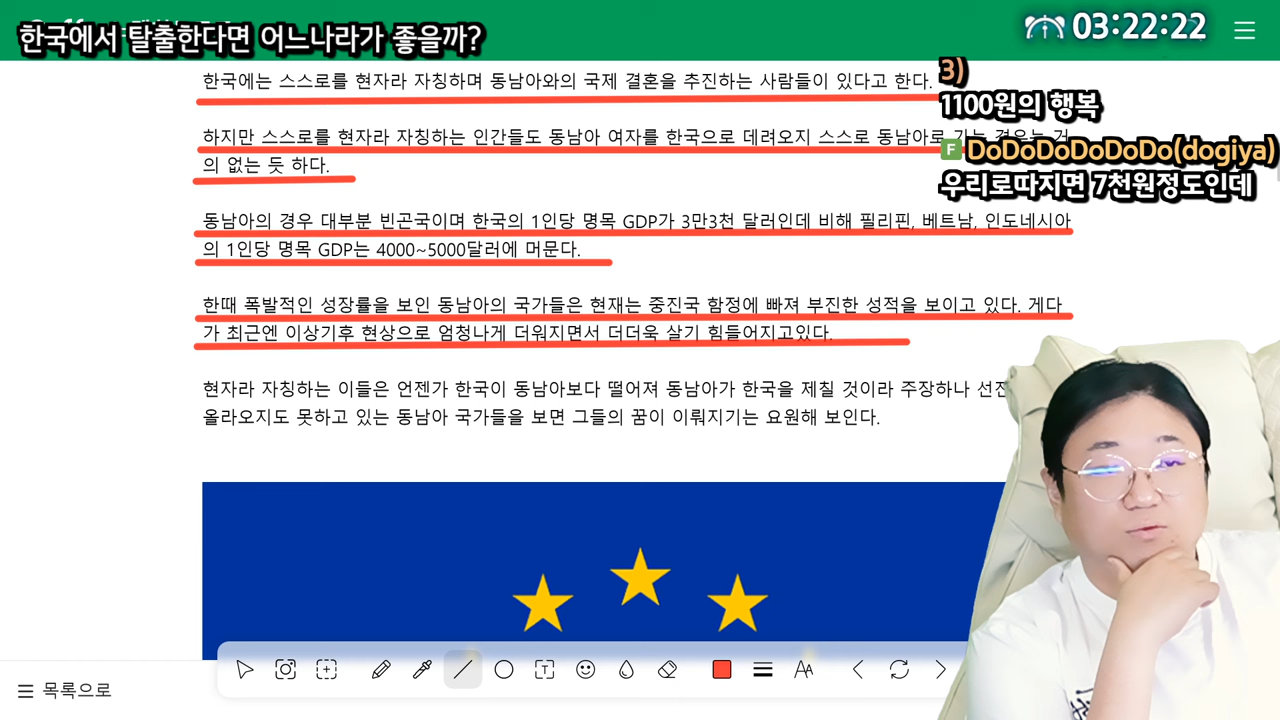 한국에서 탈출한다면 어느나라가 좋을까?
03:22:22
한국에는 스스로를 현자라 자칭하며 동남아와의 국제 결혼을 추진하는 사람들이 있다고 한다.
3)
1100원의 행복
하지만 스스로를 현자라 자칭하는 인간들도 동남아 여자를 한국으로 데려오지 스스로 동남아로
의 없는 듯 하다.
F DoDoDoDoDoDo(dogiya)
우리로따지면 7천원정도인데
동남아의 경우 대부분 빈곤국이며 한국의 1인당 명목 GDP가 3만3천 달러인데 비해 필리핀, 베트남, 인도네시아
의 1인당 명목 GDP는 4000~5000달러에 머문다.
한때 폭발적인 성장률을 보인 동남아의 국가들은 현재는 중진국 함정에 빠져 부진한 성적을 보이고 있다. 게다
가 최근엔 이상기후 현상으로 엄청나게 더워지면서 더더욱 살기 힘들어지고있다.
현자라 자칭하는 이들은 언젠가 한국이 동남아보다 떨어져 동남아가 한국을 제칠 것이라 주장하나
올라오지도 못하고 있는 동남아 국가들을 보면 그들의 꿈이 이뤄지기는 요원해 보인다.
목록으로